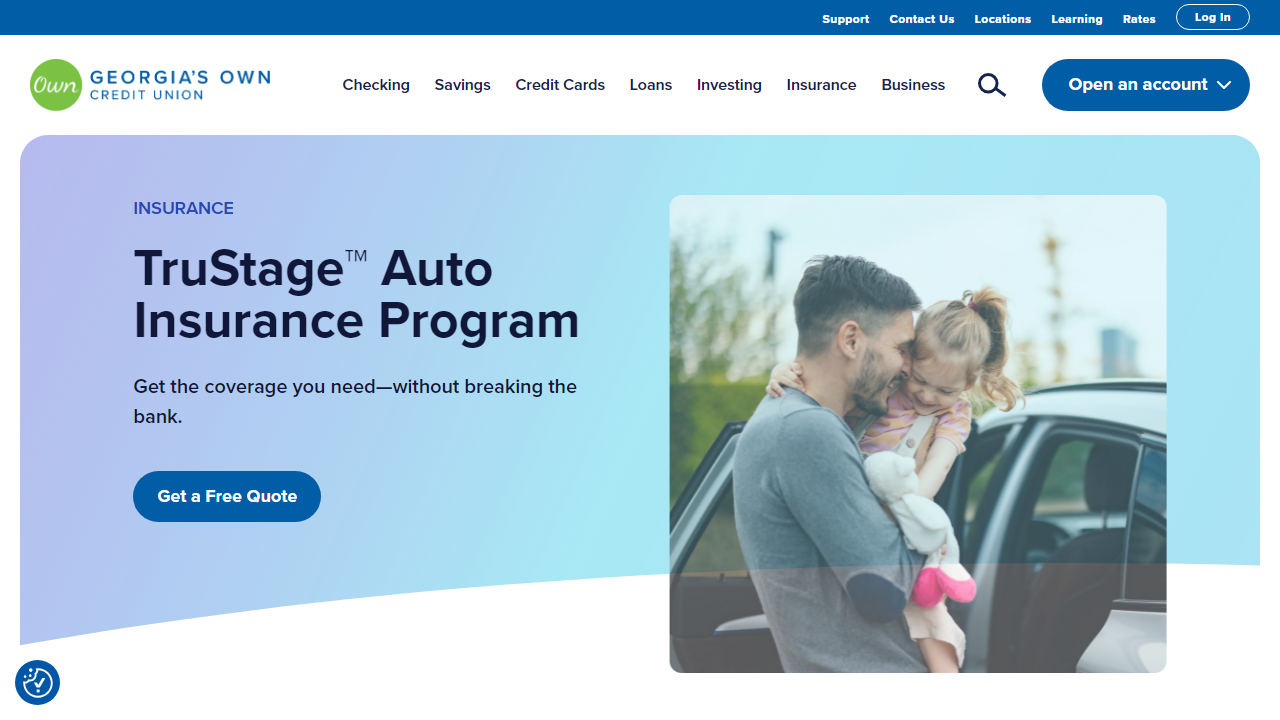 Support Contact Us Locations Learning Rates Log In
Own GEORGIA'S OWN
CREDIT UNION
Checking Savings Credit Cards Loans Investing Insurance Business Open an account
INSURANCE
TruStage™ Auto
Insurance Program
Get the coverage you need—without breaking the
bank.
Get a Free Quote